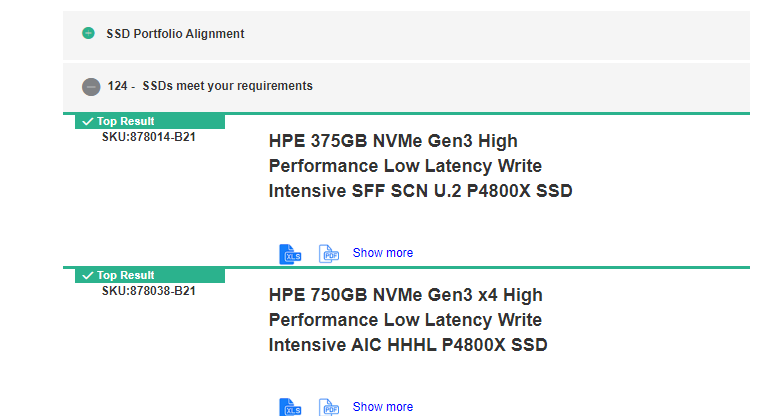 SSD Portfolio Alignment
124 - SSDs meet your requirements
Top Result
SKU:878014-B21
HPE 375GB NVMe Gen3 High
Performance Low Latency Write
Intensive SFF SCN U.2 P4800X SSD
XLS PDF Show more
Top Result
SKU:878038-B21
HPE 750GB NVMe Gen3 x4 High
Performance Low Latency Write
Intensive AIC HHHL P4800X SSD
XLS PDF Show more